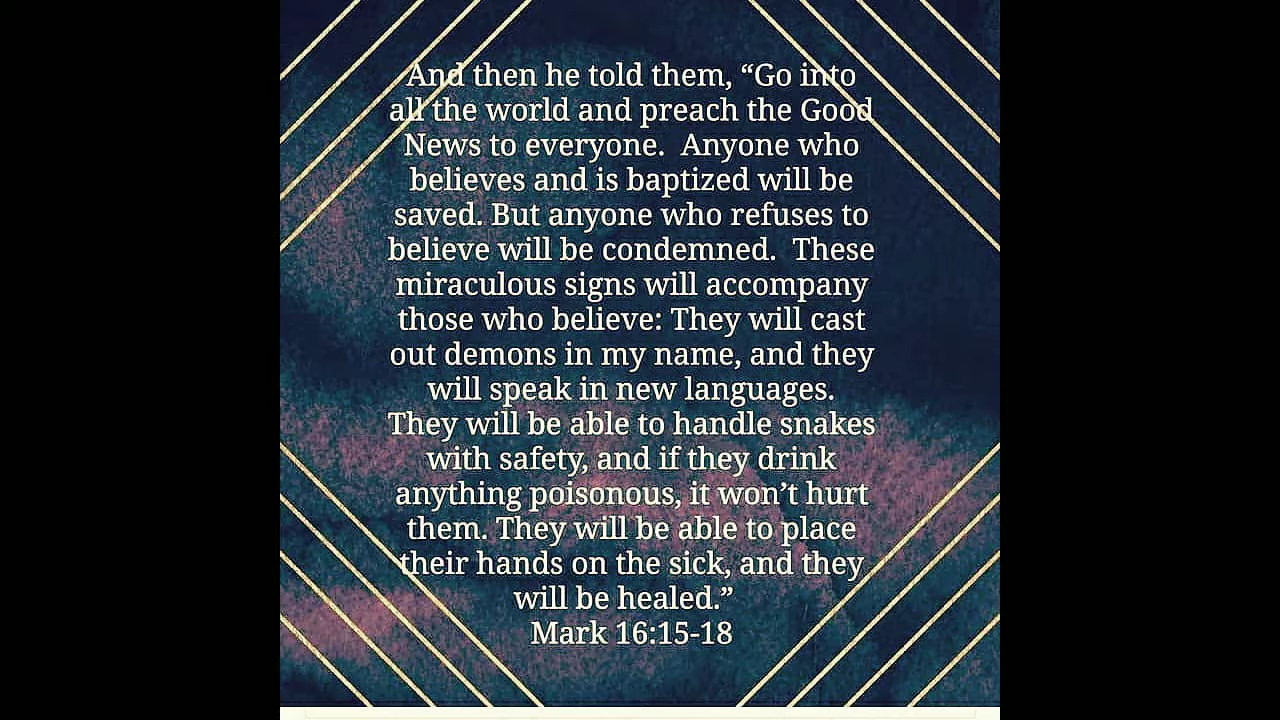 And then he told them, “Go into
all the world and preach the Good
News to everyone.  Anyone who
believes and is baptized will be
saved. But anyone who refuses to
believe will be condemned.  These
miraculous signs will accompany
those who believe: They will cast
out demons in my name, and they
will speak in new languages.
They will be able to handle snakes
with safety, and if they drink
anything poisonous, it won’t hurt
them. They will be able to place
their hands on the sick, and they
will be healed.”
Mark 16:15-18